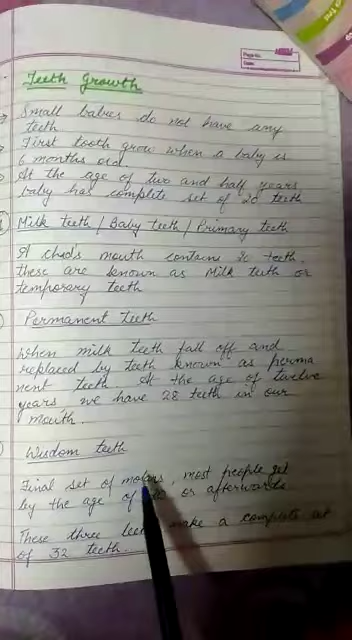 Page No.
Date:
Teeth Growth
Small babies do not have any
teeth
First tooth grow when a baby is
6 months old.
At the age of two and half years
baby has complete set of 20 teeth
Milk teeth / Baby teeth / Primary teeth
A child's mouth contains 20 teeth.
these are known as Milk teeth or
temporary teeth
Permanent Teeth
When milk teeth fall off and
replaced by teeth known as perma
nent teeth. At the age of twelve
years we have 28 teeth in our
mouth.
Wisdom teeth
Final set of molars, most people get
by the age of or afterwards.
These three make a complete set
of 32 teeth.